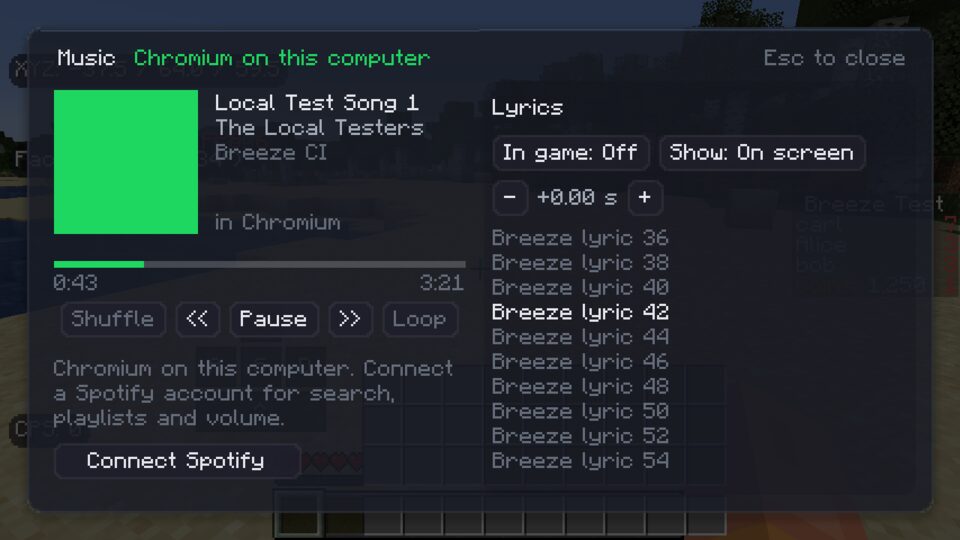 Music Chromium on this computer
Esc to close
Local Test Song 1
The Local Testers
Breeze CI
in Chromium
0:43
3:21
Shuffle << Pause >> Loop
Chromium on this computer. Connect
a Spotify account for search,
playlists and volume.
Connect Spotify
Lyrics
In game: Off Show: On screen
- +0.00 s +
Breeze lyric 36
Breeze lyric 38
Breeze lyric 40
Breeze lyric 42
Breeze lyric 44
Breeze lyric 46
Breeze lyric 48
Breeze lyric 50
Breeze lyric 52
Breeze lyric 54
Breeze Test
carl
Alice
bob
1,250